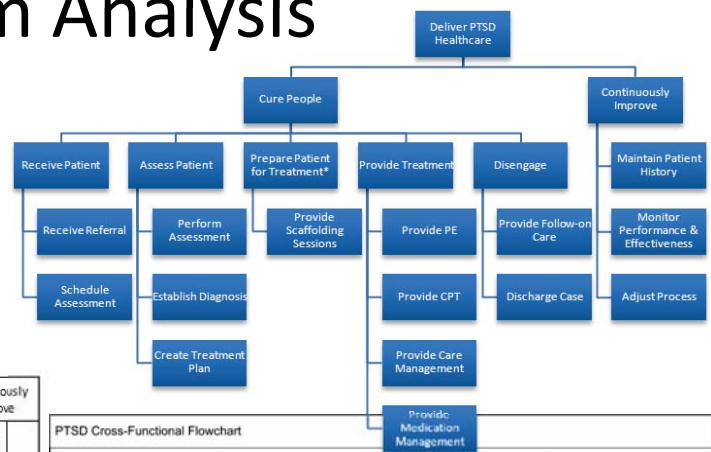 Analysis
Deliver PTSD
Healthcare
Cure People
Continuously
Improve
Receive Patient
Assess Patient
Prepare Patient
for Treatment*
Provide Treatment
Disengage
Maintain Patient
History
Receive Referral
Perform
Assessment
Provide
Scaffolding
Sessions
Provide PE
Provide Follow-on
Care
Monitor
Performance &
Effectiveness
Schedule
Assessment
Establish Diagnosis
Provide CPT
Discharge Case
Adjust Process
Create Treatment
Plan
Provide Care
Management
Provide
Medication
Management
PTSD Cross-Functional Flowchart